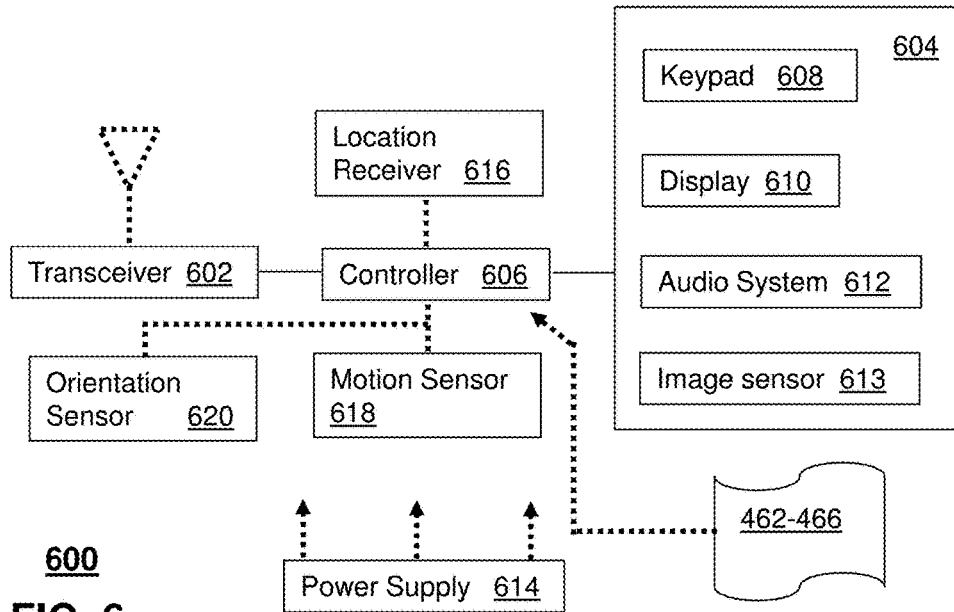 604
Keypad 608
Location
Receiver 616
Display 610
Transceiver 602
Controller 606
Audio System 612
Orientation
Sensor 620
Motion Sensor
618
Image sensor 613
462-466
600
Power Supply 614
FIG. 6